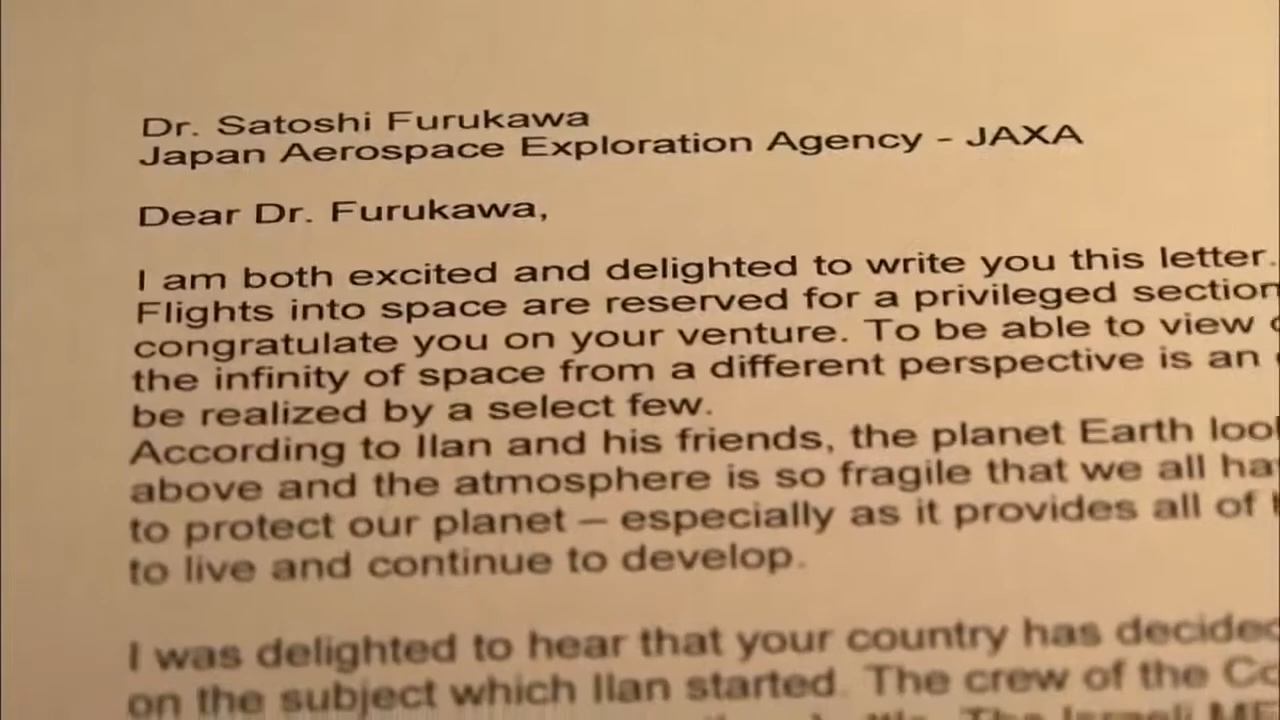 Dr. Satoshi Furukawa
Japan Aerospace Exploration Agency - JAXA
Dear Dr. Furukawa,
I am both excited and delighted to write you this letter.
Flights into space are reserved for a privileged section
congratulate you on your venture. To be able to view
the infinity of space from a different perspective is an
be realized by a select few.
According to Ilan and his friends, the planet Earth
above and the atmosphere is so fragile that we all
to protect our planet – especially as it provides all of
to live and continue to develop.
I was delighted to hear that your country has decided
on the subject which Ilan started. The crew of the
The Israeli